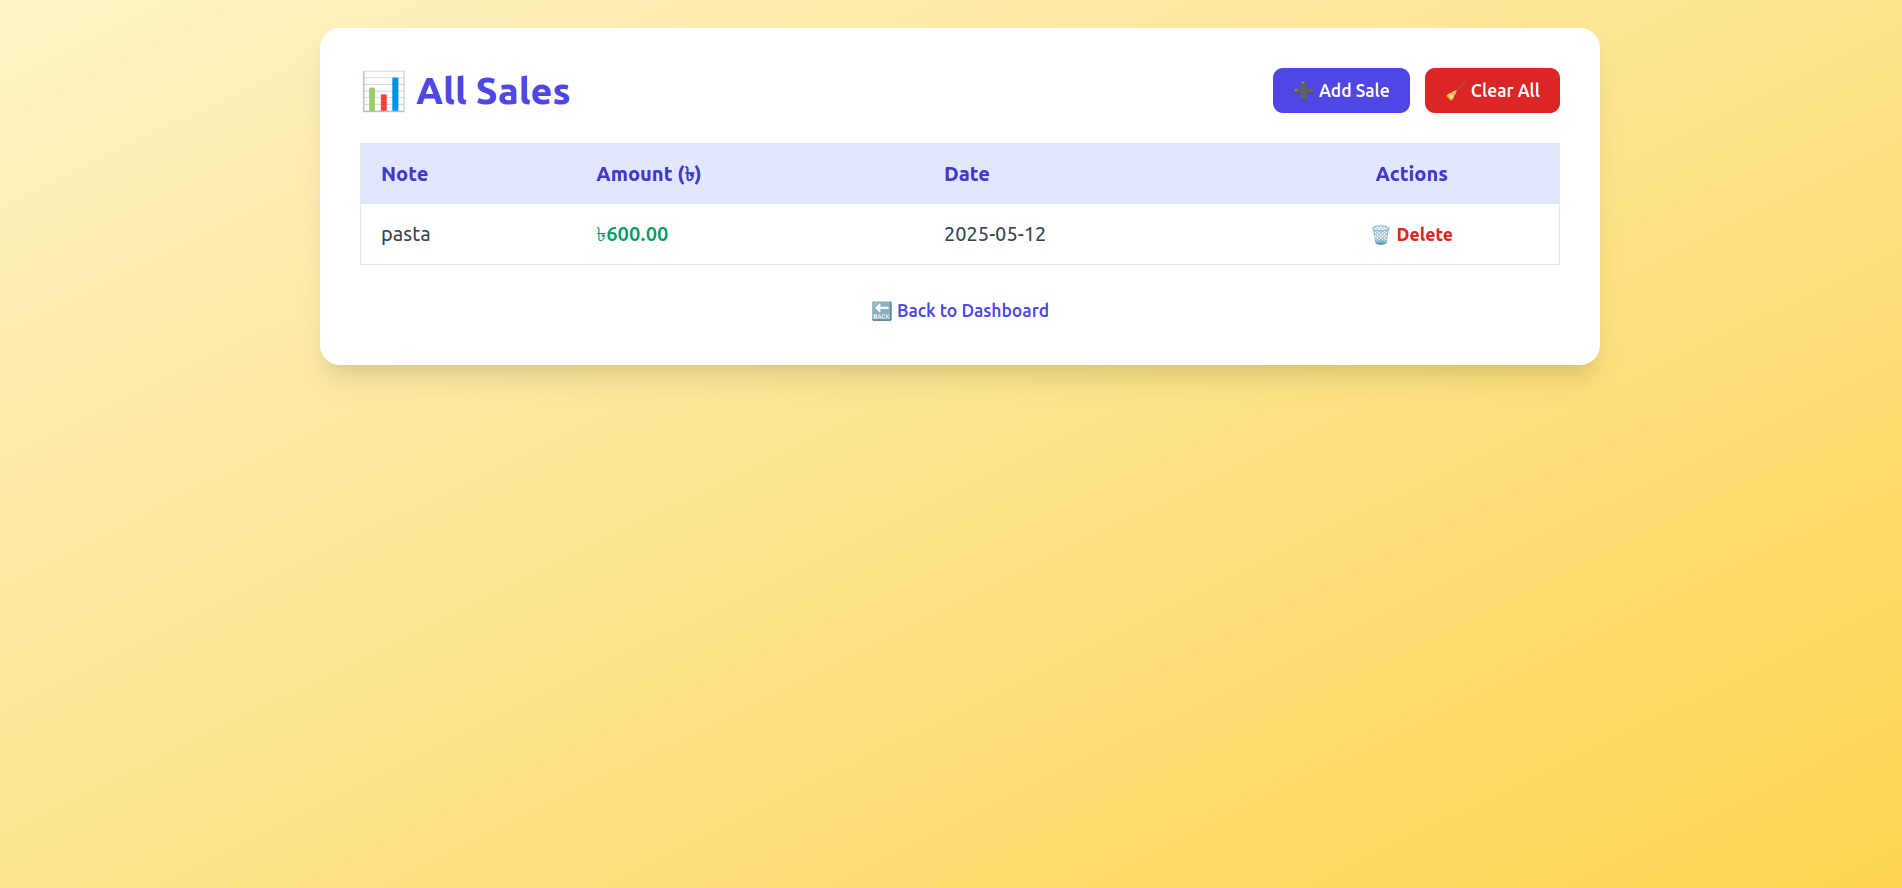 📊 All Sales
➕ Add Sale
🧹 Clear All
Note Amount (৳) Date Actions
pasta ৳600.00 2025-05-12 🗑️ Delete
🔙 Back to Dashboard